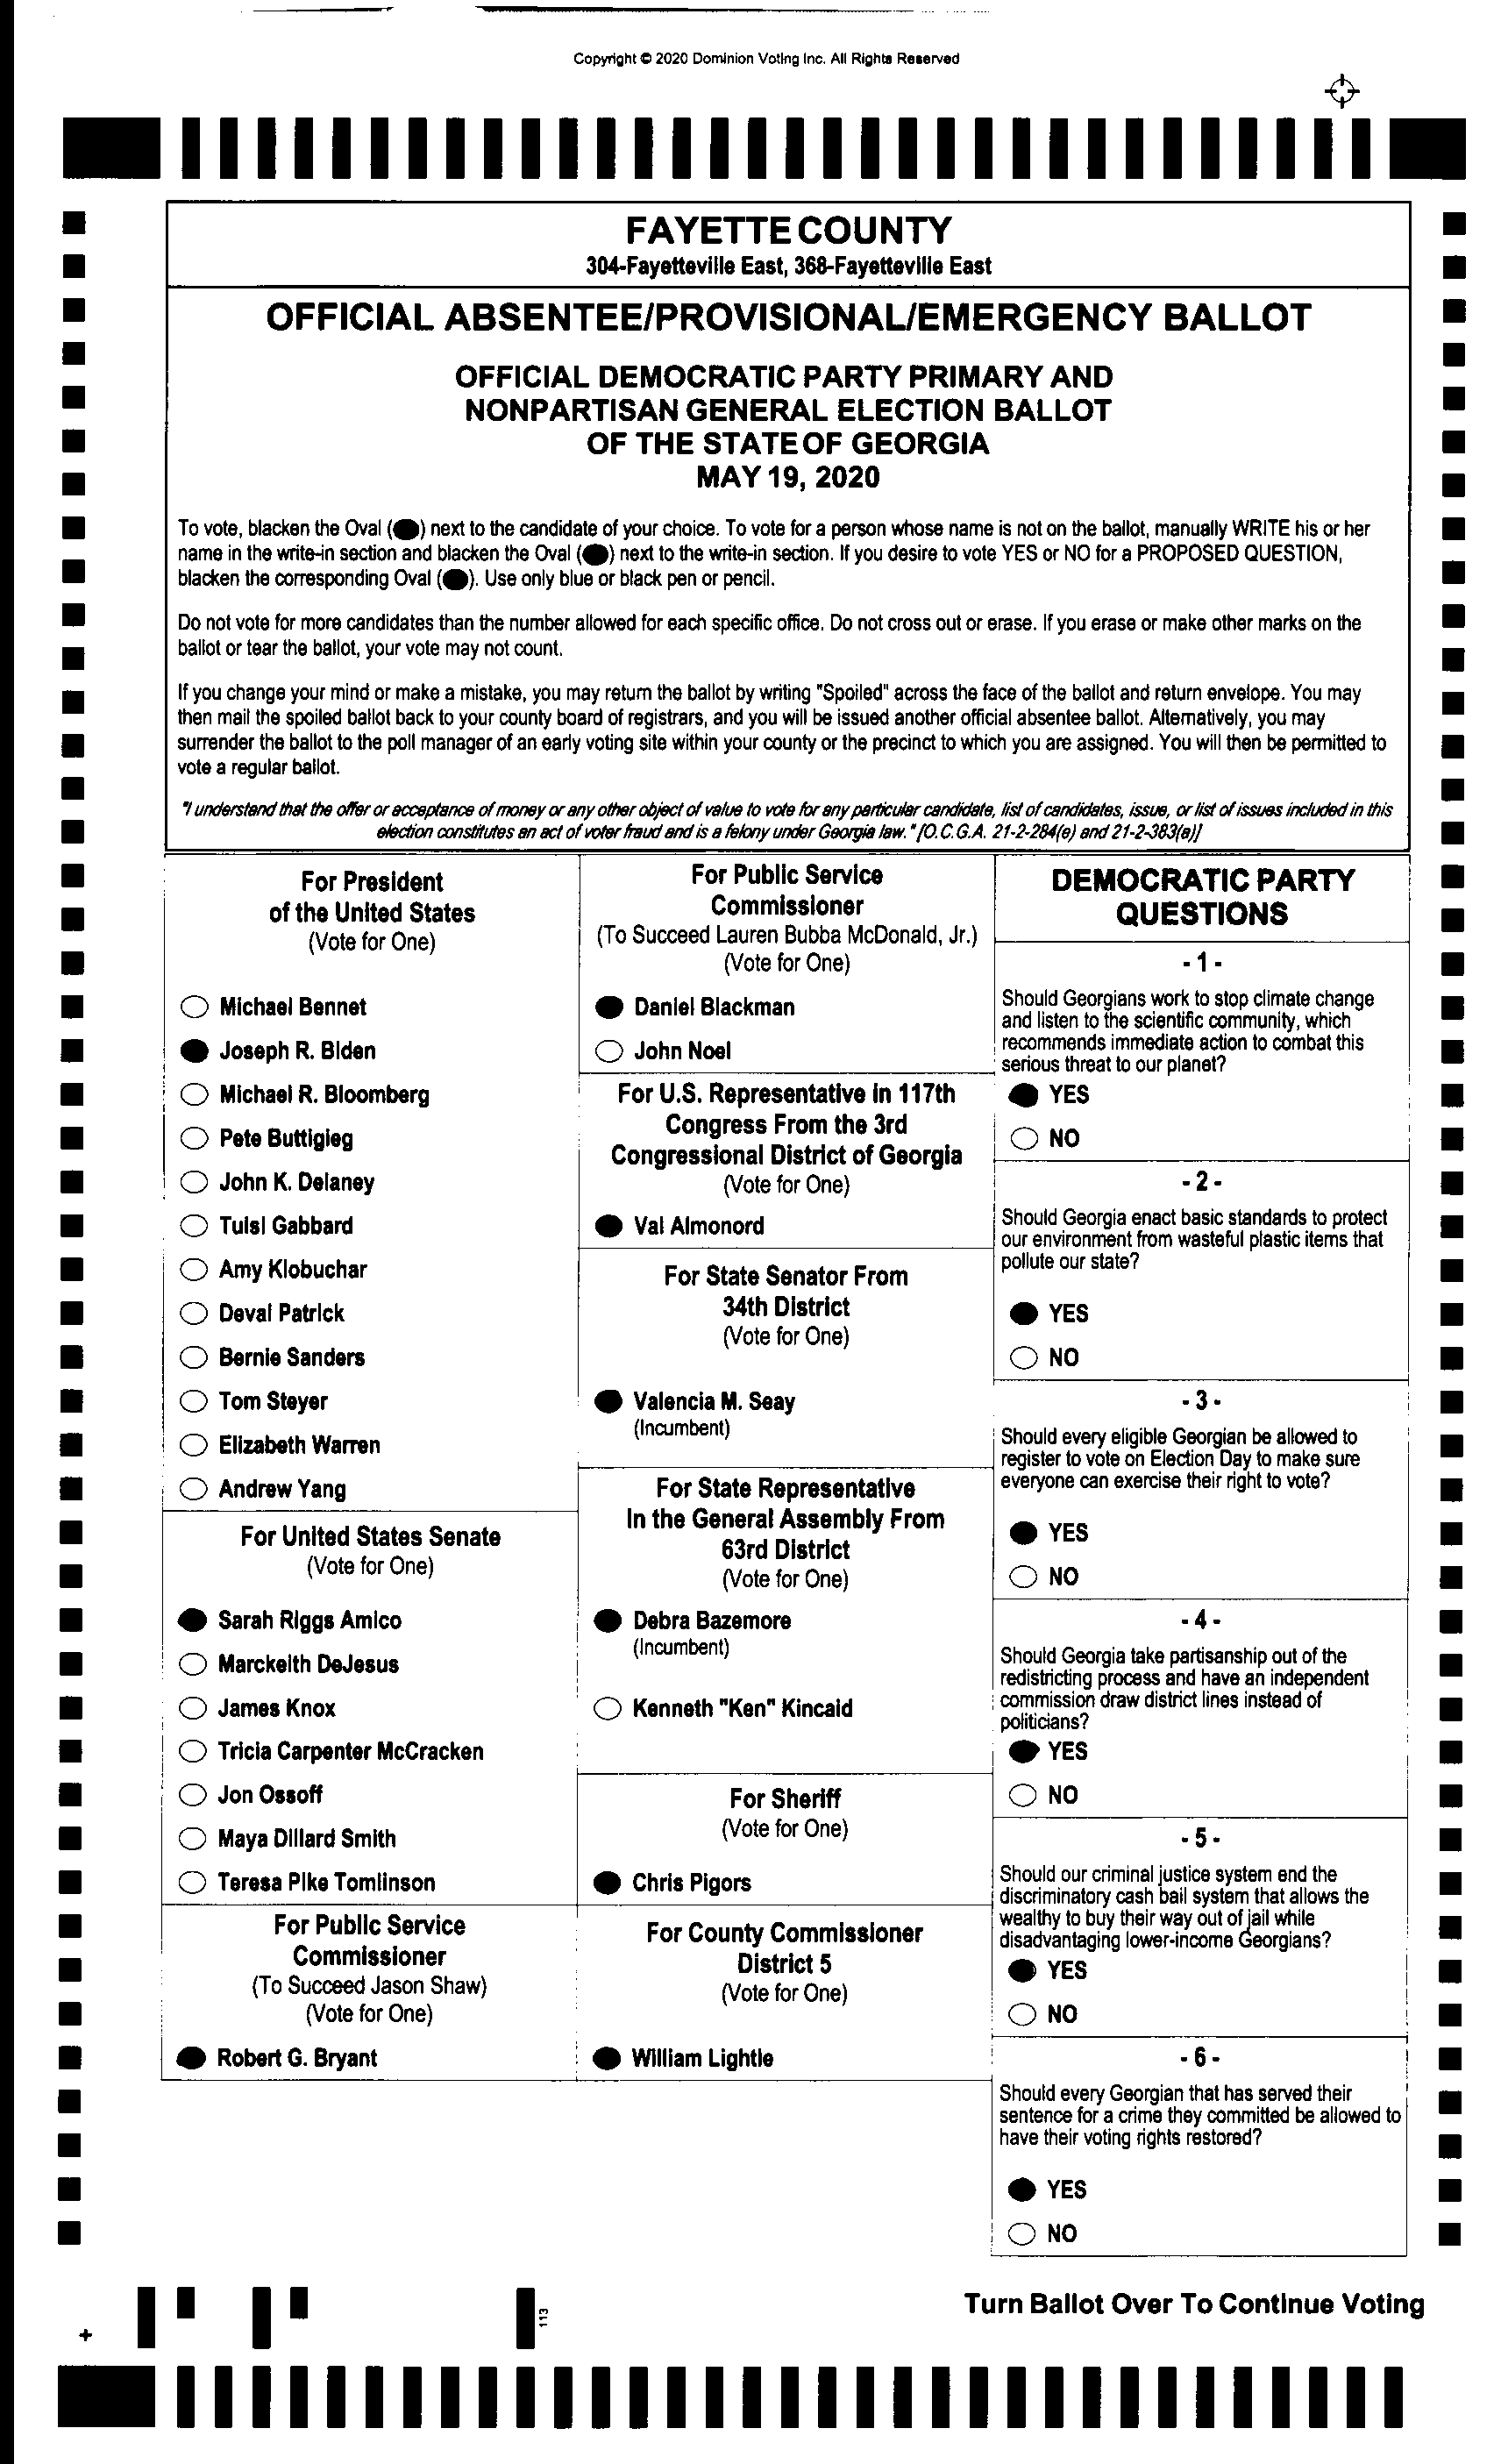 Copyright © 2020 Dominion Voting Inc. All Rights Reserved
FAYETTE COUNTY
304-Fayetteville East, 368-Fayetteville East
OFFICIAL ABSENTEE/PROVISIONAL/EMERGENCY BALLOT
OFFICIAL DEMOCRATIC PARTY PRIMARY AND
NONPARTISAN GENERAL ELECTION BALLOT
OF THE STATE OF GEORGIA
MAY 19, 2020
To vote, blacken the Oval ( ) next to the candidate of your choice. To vote for a person whose name is not on the ballot, manually WRITE his or her
name in the write-in section and blacken the Oval ( ) next to the write-in section. If you desire to vote YES or NO for a PROPOSED QUESTION,
blacken the corresponding Oval ( ). Use only blue or black pen or pencil.
Do not vote for more candidates than the number allowed for each specific office. Do not cross out or erase. If you erase or make other marks on the
ballot or tear the ballot, your vote may not count.
If you change your mind or make a mistake, you may return the ballot by writing "Spoiled" across the face of the ballot and return envelope. You may
then mail the spoiled ballot back to your county board of registrars, and you will be issued another official absentee ballot. Alternatively, you may
surrender the ballot to the poll manager of an early voting site within your county or the precinct to which you are assigned. You will then be permitted to
vote a regular ballot.
"I understand that the offer or acceptance of money or any other object of value to vote for any particular candidate, list of candidates, issue, or list of issues included in this
election constitutes an act of voter fraud and is a felony under Georgia law." [O.C.G.A. 21-2-284(e) and 21-2-383(a)]
For President
of the United States
(Vote for One)
Michael Bennet
Joseph R. Biden
Michael R. Bloomberg
Pete Buttigieg
John K. Delaney
Tulsi Gabbard
Amy Klobuchar
Deval Patrick
Bernie Sanders
Tom Steyer
Elizabeth Warren
Andrew Yang
For United States Senate
(Vote for One)
Sarah Riggs Amico
Marckeith DeJesus
James Knox
Tricia Carpenter McCracken
Jon Ossoff
Maya Dillard Smith
Teresa Pike Tomlinson
For Public Service
Commissioner
(To Succeed Jason Shaw)
(Vote for One)
Robert G. Bryant
For Public Service
Commissioner
(To Succeed Lauren Bubba McDonald, Jr.)
(Vote for One)
Daniel Blackman
John Noel
For U.S. Representative in 117th
Congress From the 3rd
Congressional District of Georgia
(Vote for One)
Val Almonord
For State Senator From
34th District
(Vote for One)
Valencia M. Seay
(Incumbent)
For State Representative
In the General Assembly From
63rd District
(Vote for One)
Debra Bazemore
(Incumbent)
Kenneth "Ken" Kincaid
For Sheriff
(Vote for One)
Chris Pigors
For County Commissioner
District 5
(Vote for One)
William Lightle
DEMOCRATIC PARTY
QUESTIONS
- 1 -
Should Georgians work to stop climate change
and listen to the scientific community, which
recommends immediate action to combat this
serious threat to our planet?
YES
NO
- 2 -
Should Georgia enact basic standards to protect
our environment from wasteful plastic items that
pollute our state?
YES
NO
- 3 -
Should every eligible Georgian be allowed to
register to vote on Election Day to make sure
everyone can exercise their right to vote?
YES
NO
- 4 -
Should Georgia take partisanship out of the
redistricting process and have an independent
commission draw district lines instead of
politicians?
YES
NO
- 5 -
Should our criminal justice system end the
discriminatory cash bail system that allows the
wealthy to buy their way out of jail while
disadvantaging lower-income Georgians?
YES
NO
- 6 -
Should every Georgian that has served their
sentence for a crime they committed be allowed to
have their voting rights restored?
YES
NO
Turn Ballot Over To Continue Voting
113
+